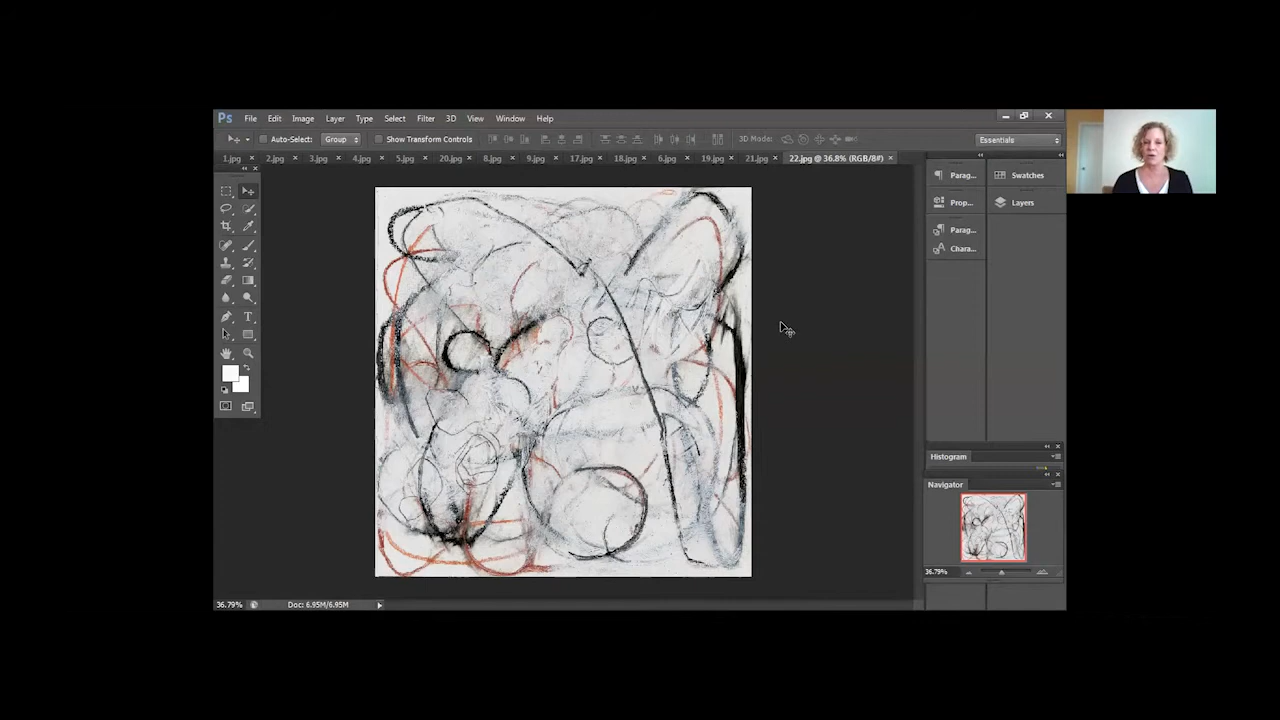 Ps File Edit Image Layer Type Select Filter 3D View Window Help
Auto-Select: Group Show Transform Controls 3D Mode: Essentials
1.jpg × 2.jpg × 3.jpg × 4.jpg × 5.jpg × 20.jpg × 8.jpg × 9.jpg × 17.jpg × 18.jpg × 6.jpg × 19.jpg × 21.jpg × 22.jpg @ 36.8% (RGB/8#) ×
Parag... Swatches
Prop... Layers
Parag...
Chara...
T
Histogram
Navigator
36.79%
36.79% Doc: 6.95M/6.95M